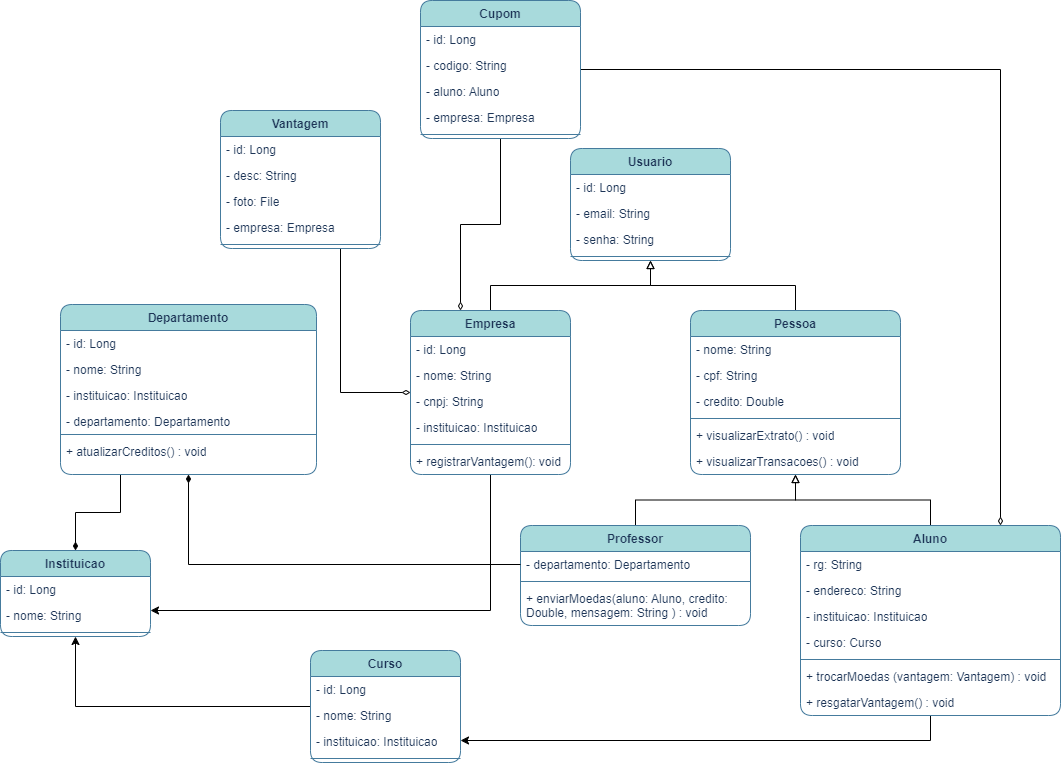 Cupom
- id: Long
- codigo: String
- aluno: Aluno
- empresa: Empresa
Vantagem
- id: Long
- desc: String
- foto: File
- empresa: Empresa
Usuario
- id: Long
- email: String
- senha: String
Departamento
- id: Long
- nome: String
- instituicao: Instituicao
- departamento: Departamento
+ atualizarCreditos() : void
Empresa
- id: Long
- nome: String
- cnpj: String
- instituicao: Instituicao
+ registrarVantagem(): void
Pessoa
- nome: String
- cpf: String
- credito: Double
+ visualizarExtrato() : void
+ visualizarTransacoes() : void
Instituicao
- id: Long
- nome: String
Professor
- departamento: Departamento
+ enviarMoedas(aluno: Aluno, credito:
Double, mensagem: String ) : void
Aluno
- rg: String
- endereco: String
- instituicao: Instituicao
- curso: Curso
+ trocarMoedas (vantagem: Vantagem) : void
+ resgatarVantagem() : void
Curso
- id: Long
- nome: String
- instituicao: Instituicao